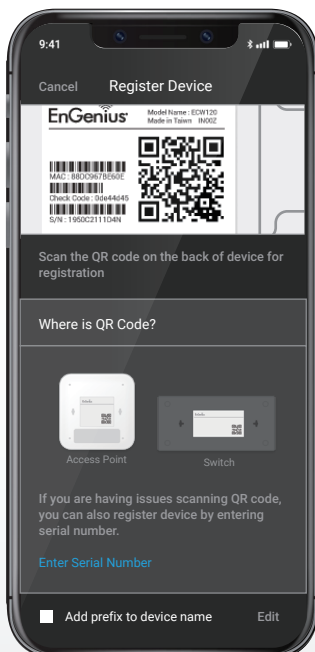 9:41
Cancel Register Device
EnGenius
Model Name : ECW120
Made in Taiwn IN00Z
MAC : 88DC967BE60E
Check Code : 0de44d45
S/N : 1950C2111D4N
Scan the QR code on the back of device for
registration
Where is QR Code?
Access Point
Switch
If you are having issues scanning QR code,
you can also register device by entering
serial number.
Enter Serial Number
Add prefix to device name Edit